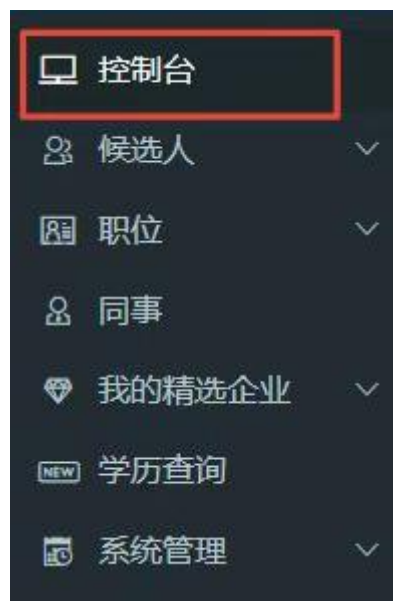 控制台
候选人
职位
同事
我的精选企业
NEW 学历查询
系统管理